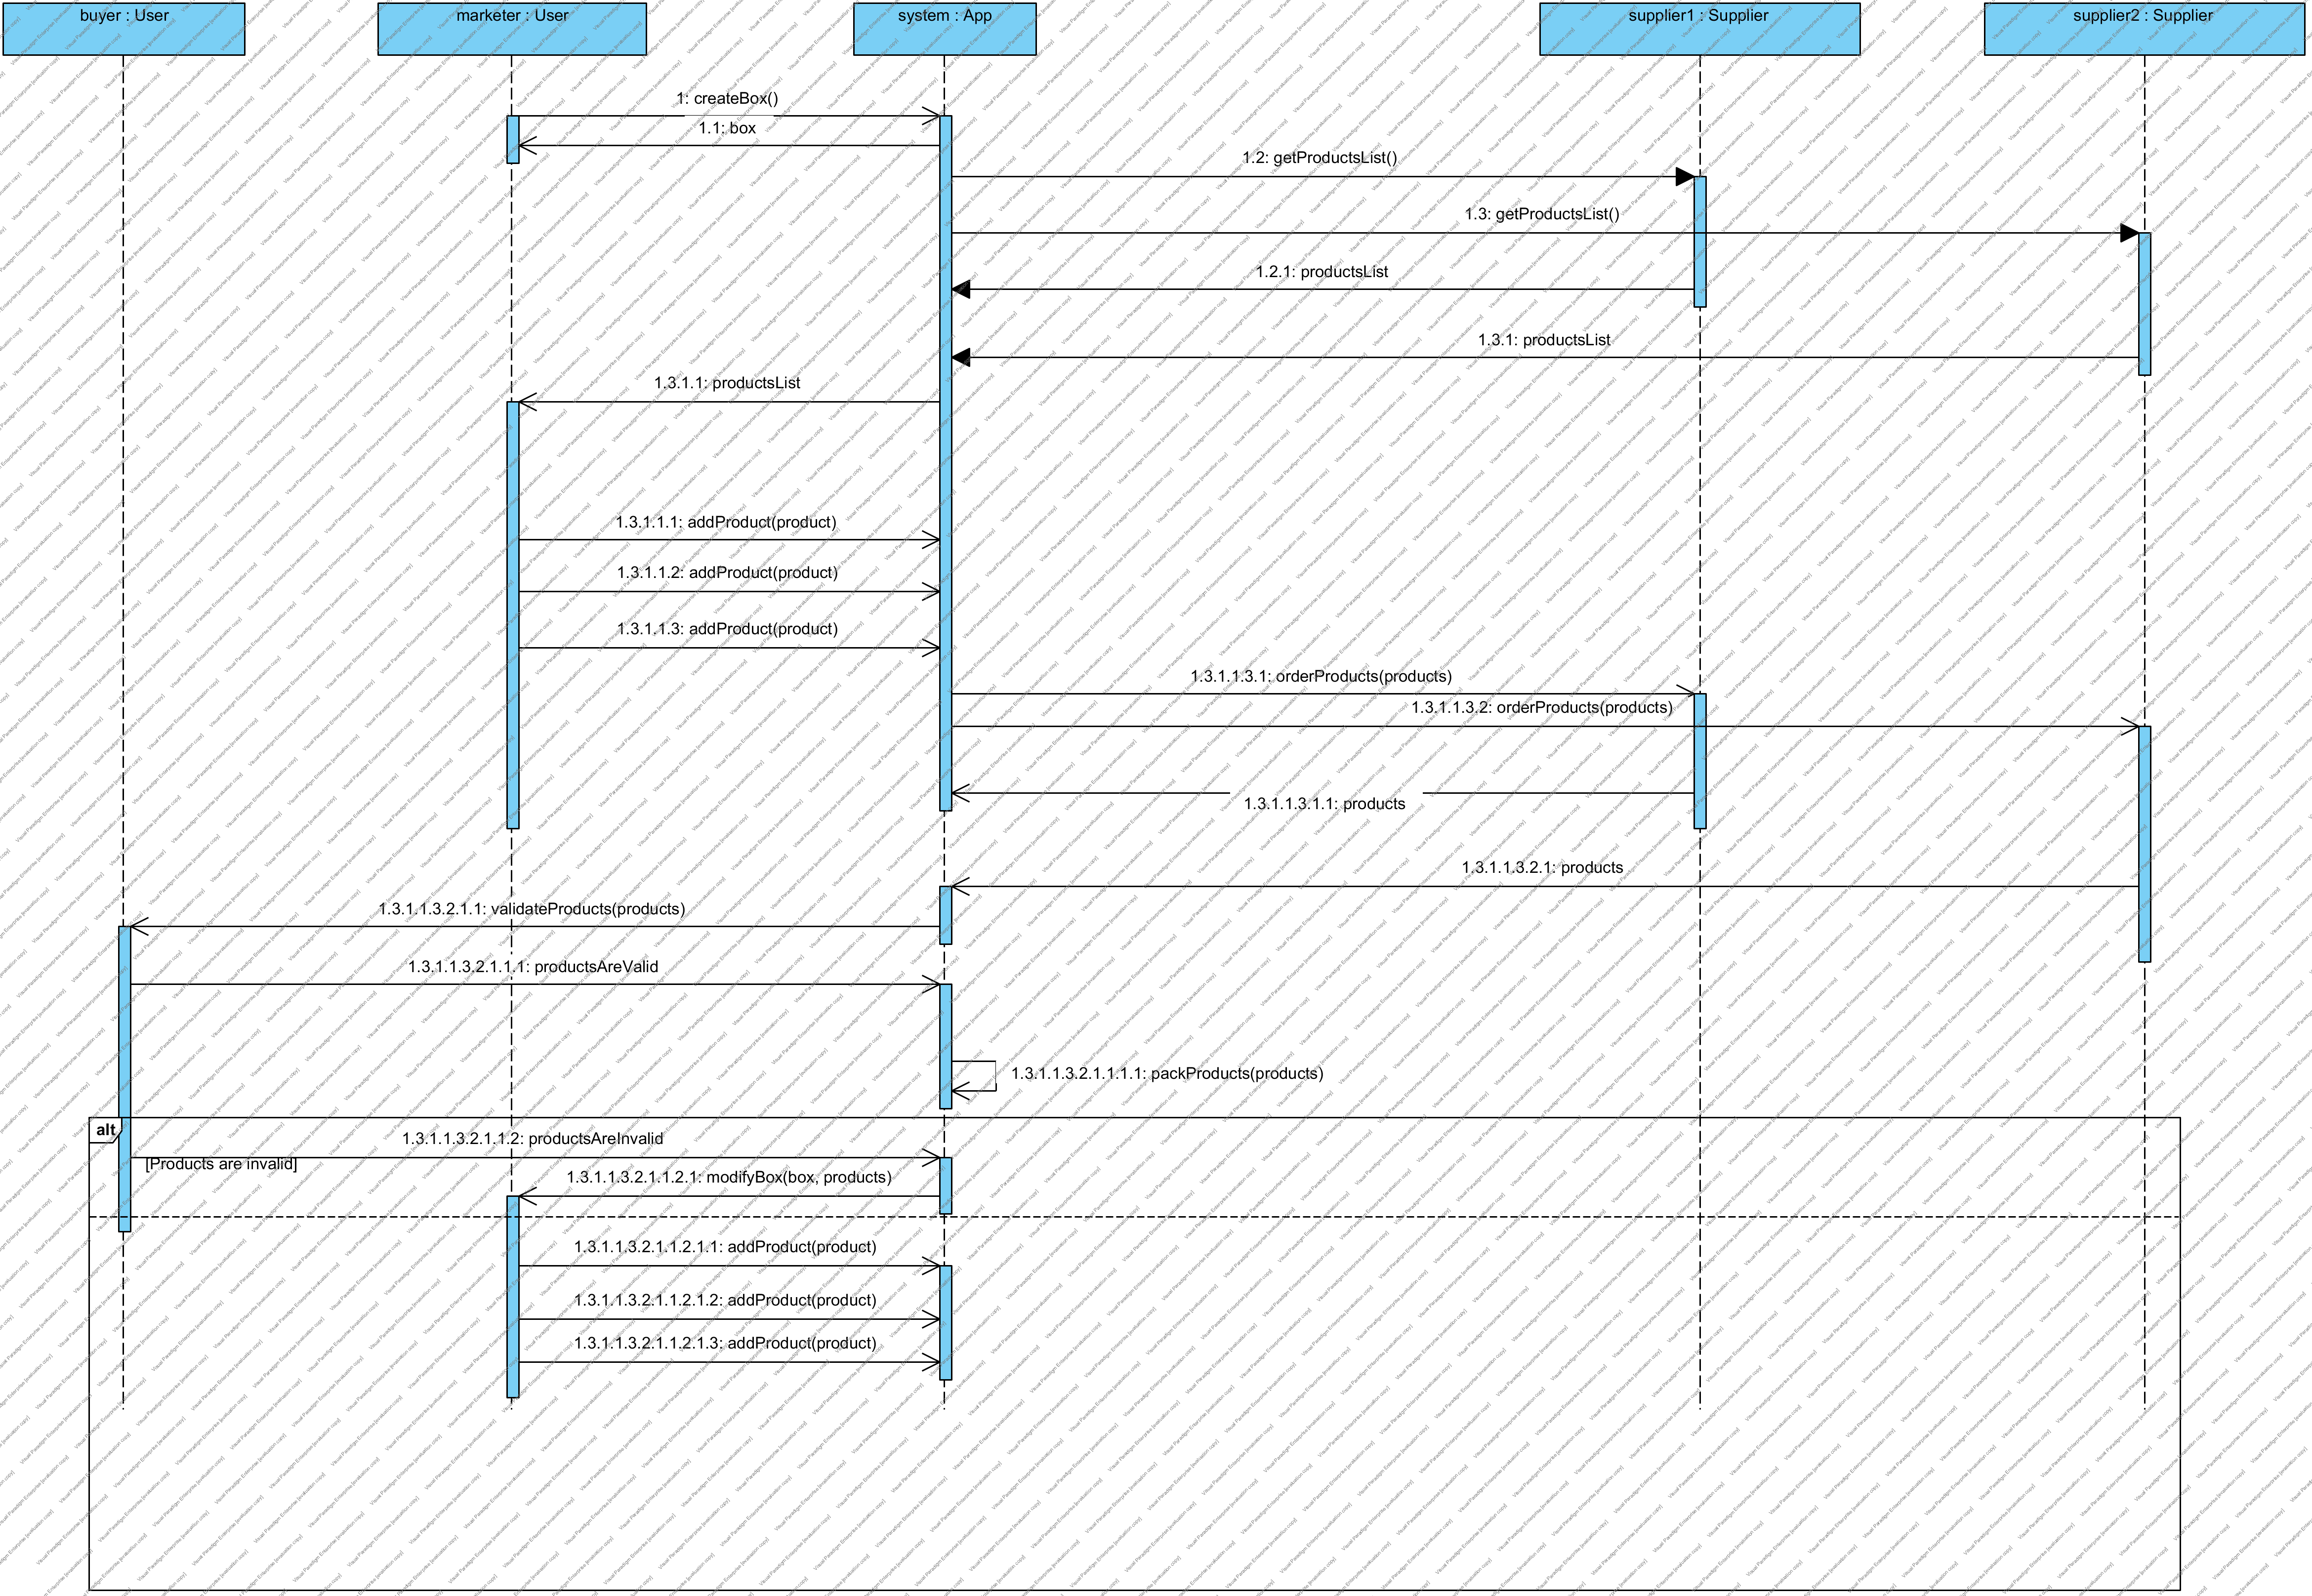 buyer : User
marketer : User
system : App
supplier1 : Supplier
supplier2 : Supplier
1: createBox()
1.1: box
1.2: getProductsList()
1.3: getProductsList()
1.2.1: productsList
1.3.1: productsList
1.3.1.1: productsList
1.3.1.1.1: addProduct(product)
1.3.1.1.2: addProduct(product)
1.3.1.1.3: addProduct(product)
1.3.1.1.3.1: orderProducts(products)
1.3.1.1.3.2: orderProducts(products)
1.3.1.1.3.1.1: products
1.3.1.1.3.2.1: products
1.3.1.1.3.2.1.1: validateProducts(products)
1.3.1.1.3.2.1.1.1: productsAreValid
1.3.1.1.3.2.1.1.1.1: packProducts(products)
alt
1.3.1.1.3.2.1.1.2: productsAreInvalid
[Products are invalid]
1.3.1.1.3.2.1.1.2.1: modifyBox(box, products)
1.3.1.1.3.2.1.1.2.1.1: addProduct(product)
1.3.1.1.3.2.1.1.2.1.2: addProduct(product)
1.3.1.1.3.2.1.1.2.1.3: addProduct(product)
Visual Paradigm Enterprise [evaluation copy]